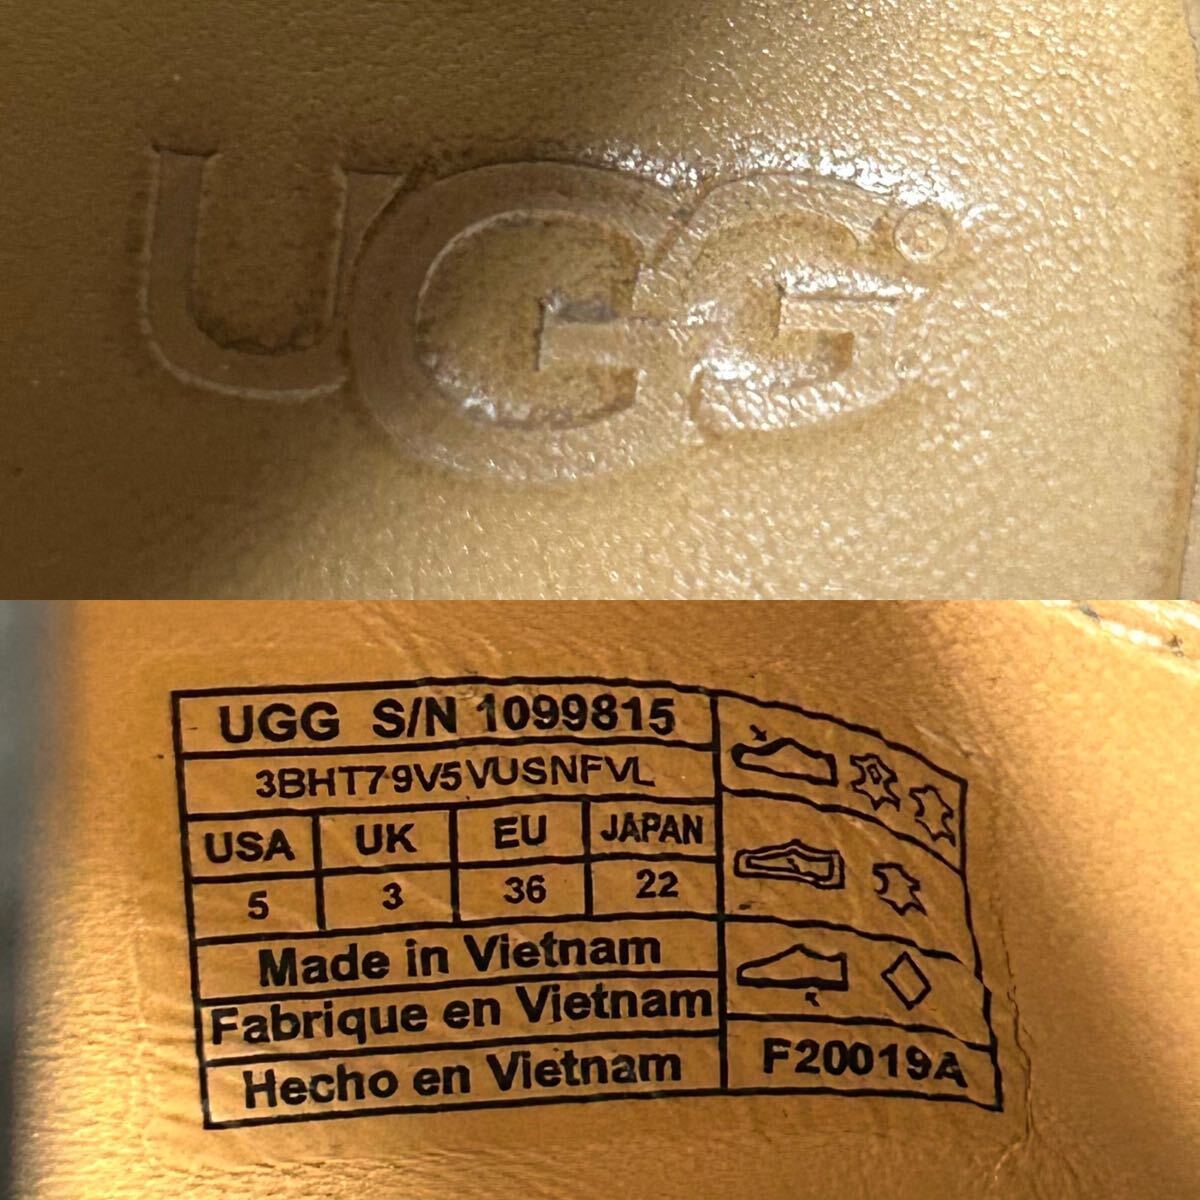 UGG®
UGG S/N 1099815
3BHT79V5VUSNFVL
USA UK EU JAPAN
5 3 36 22
Made in Vietnam
Fabrique en Vietnam
Hecho en Vietnam
F20019A